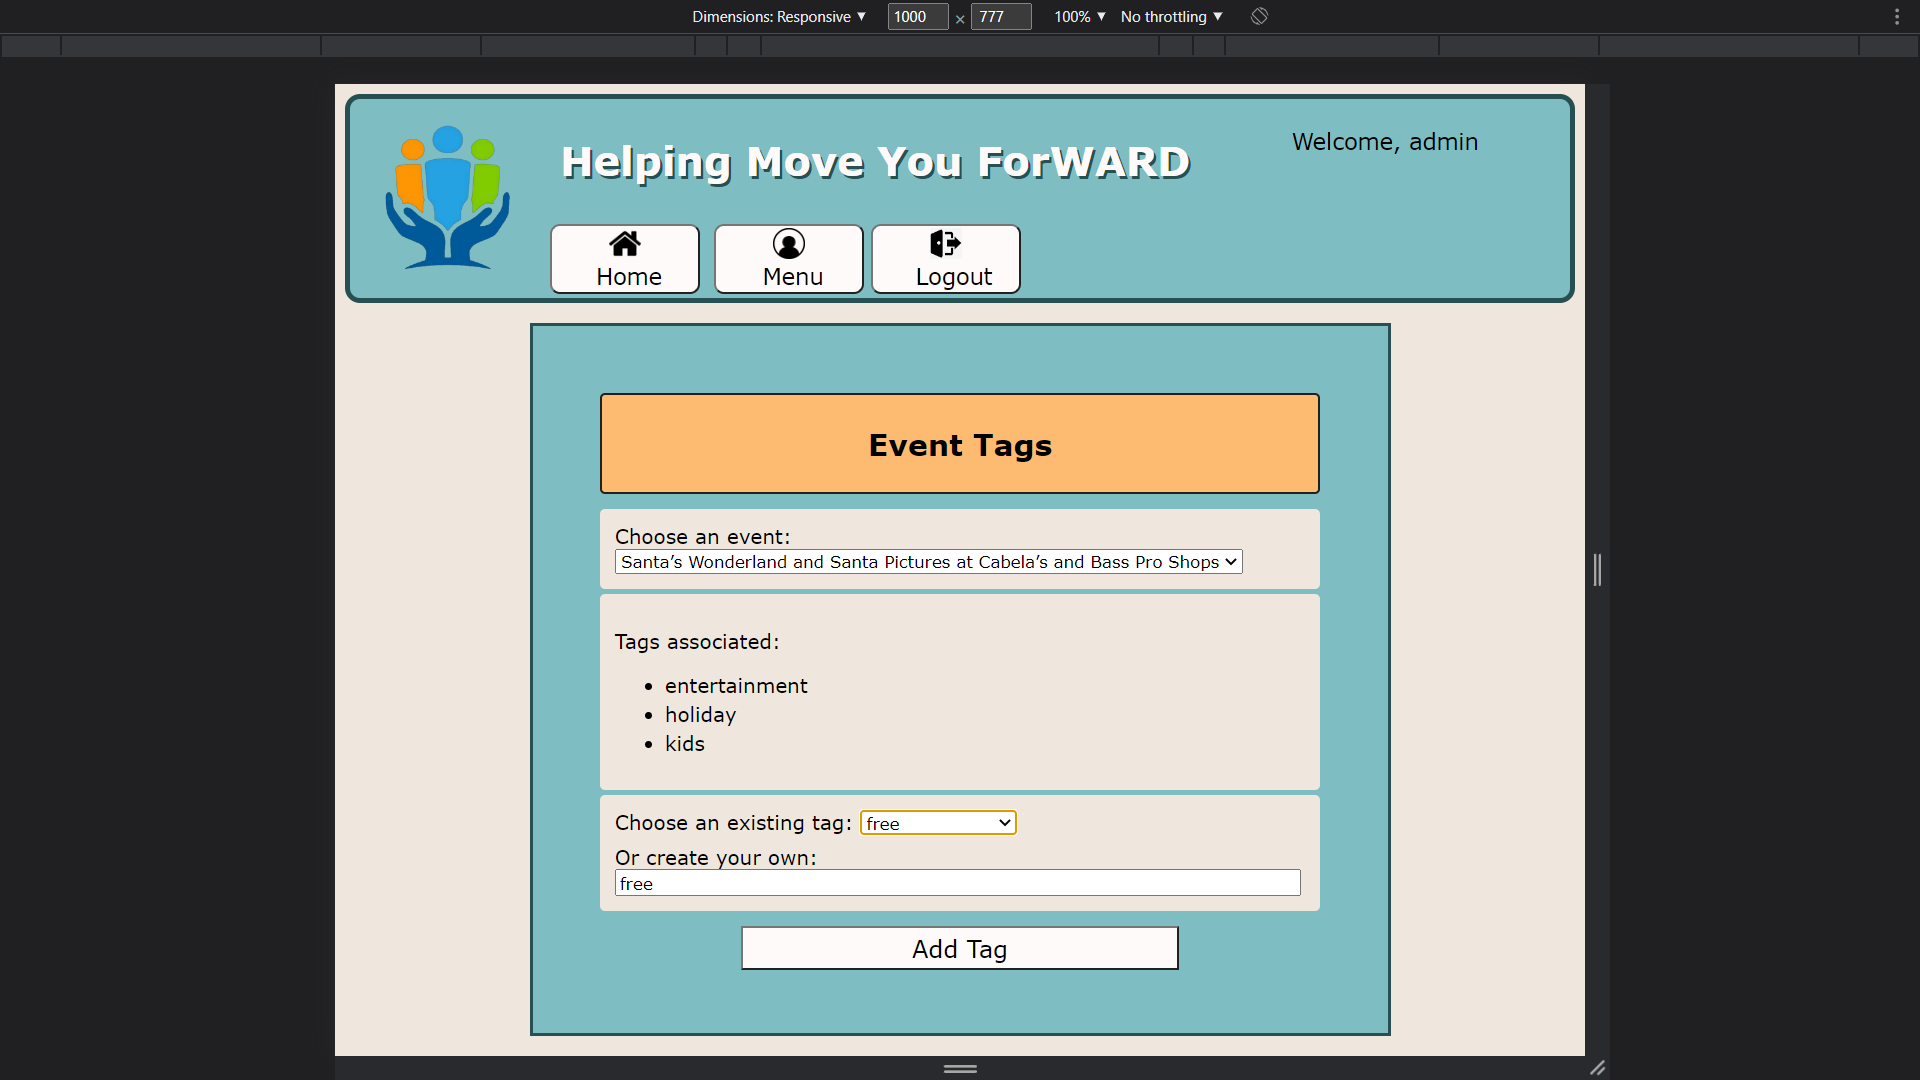 Dimensions: Responsive ▼ 1000 × 777 100% ▼ No throttling ▼
Helping Move You ForWARD
Welcome, admin
Home Menu Logout
Event Tags
Choose an event:
Santa’s Wonderland and Santa Pictures at Cabela’s and Bass Pro Shops
Tags associated:
• entertainment
• holiday
• kids
Choose an existing tag: free
Or create your own:
free
Add Tag